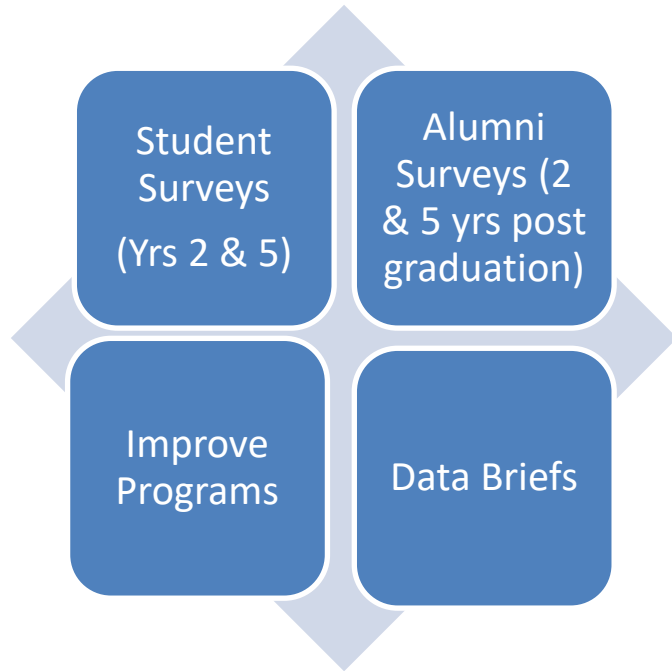 Student
Surveys
(Yrs 2 & 5)
Alumni
Surveys (2
& 5 yrs post
graduation)
Improve
Programs
Data Briefs